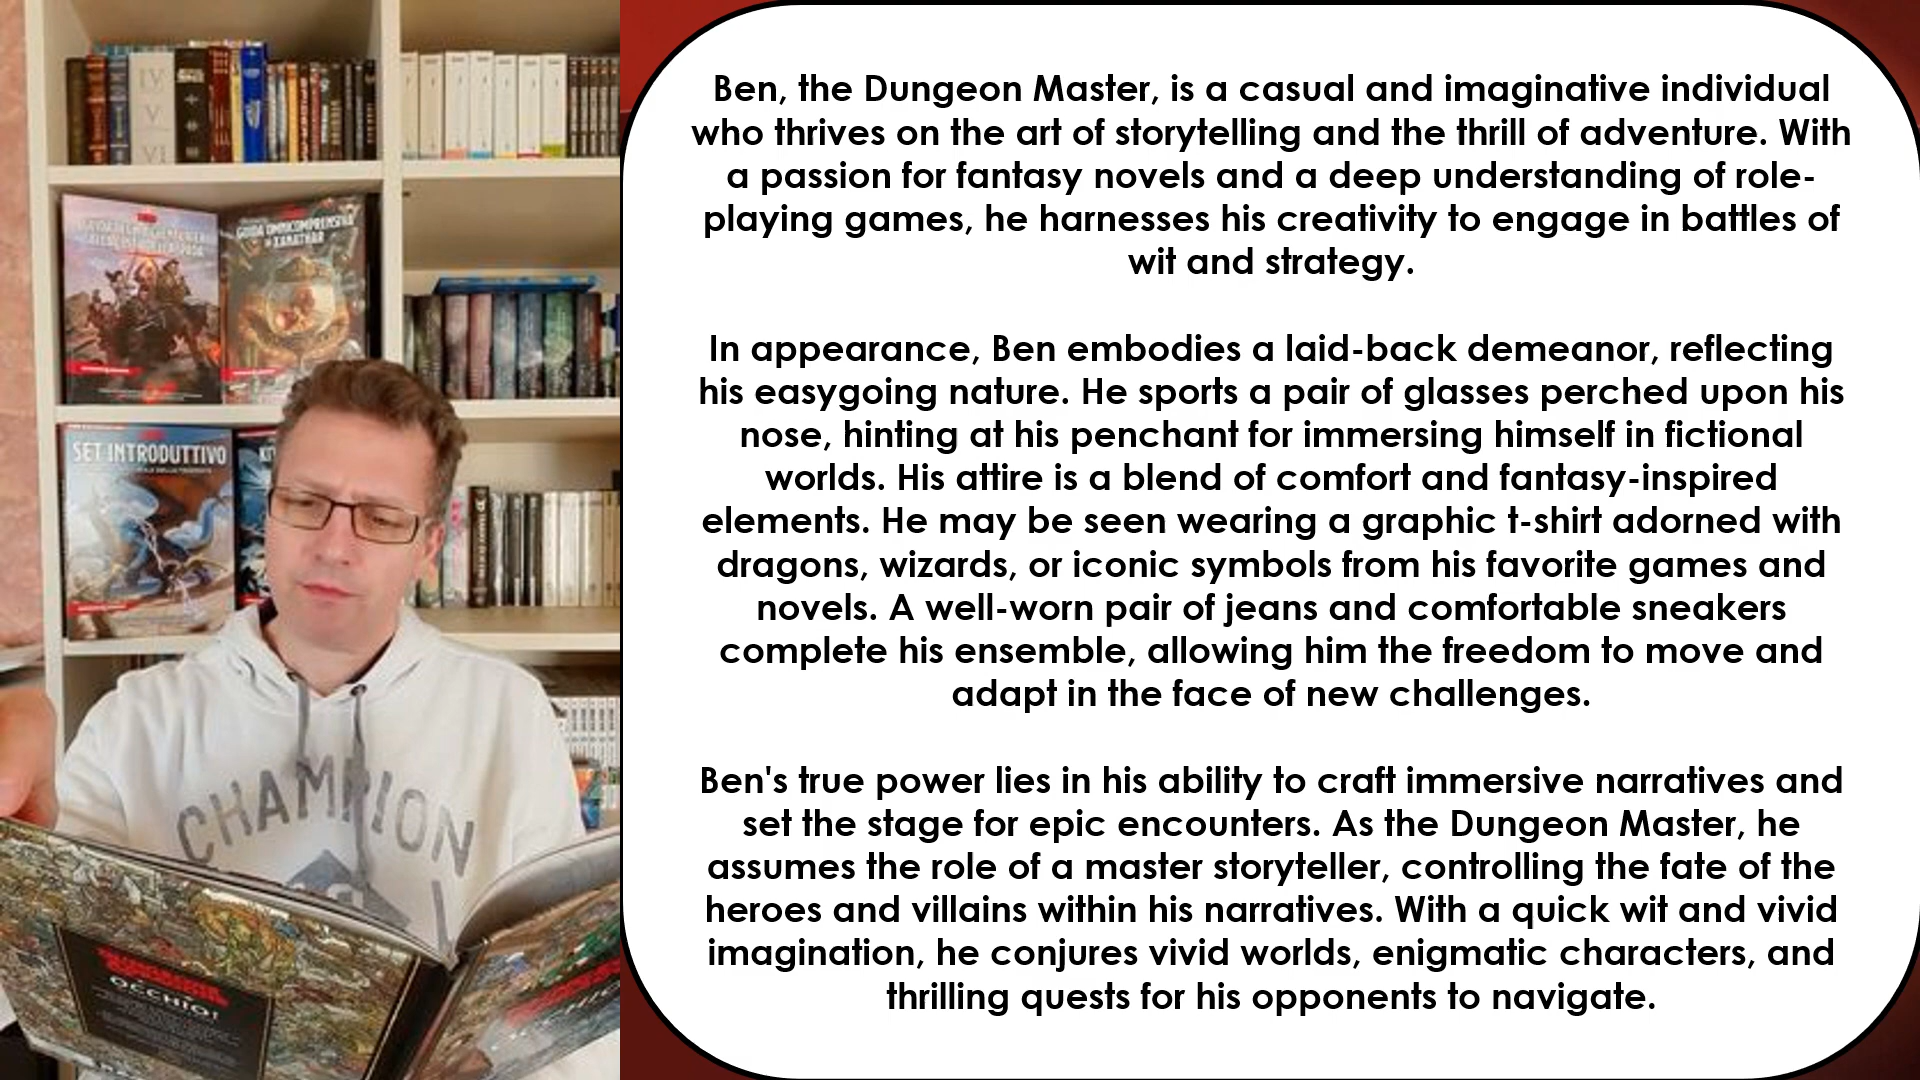 IV
V
VI
GUIDA OMNICOMPRENSIVA
di XANATHAR
SET INTRODUTTIVO
CHAMPION
OCCHIO!
Ben, the Dungeon Master, is a casual and imaginative individual
who thrives on the art of storytelling and the thrill of adventure. With
a passion for fantasy novels and a deep understanding of role-
playing games, he harnesses his creativity to engage in battles of
wit and strategy.
In appearance, Ben embodies a laid-back demeanor, reflecting
his easygoing nature. He sports a pair of glasses perched upon his
nose, hinting at his penchant for immersing himself in fictional
worlds. His attire is a blend of comfort and fantasy-inspired
elements. He may be seen wearing a graphic t-shirt adorned with
dragons, wizards, or iconic symbols from his favorite games and
novels. A well-worn pair of jeans and comfortable sneakers
complete his ensemble, allowing him the freedom to move and
adapt in the face of new challenges.
Ben's true power lies in his ability to craft immersive narratives and
set the stage for epic encounters. As the Dungeon Master, he
assumes the role of a master storyteller, controlling the fate of the
heroes and villains within his narratives. With a quick wit and vivid
imagination, he conjures vivid worlds, enigmatic characters, and
thrilling quests for his opponents to navigate.